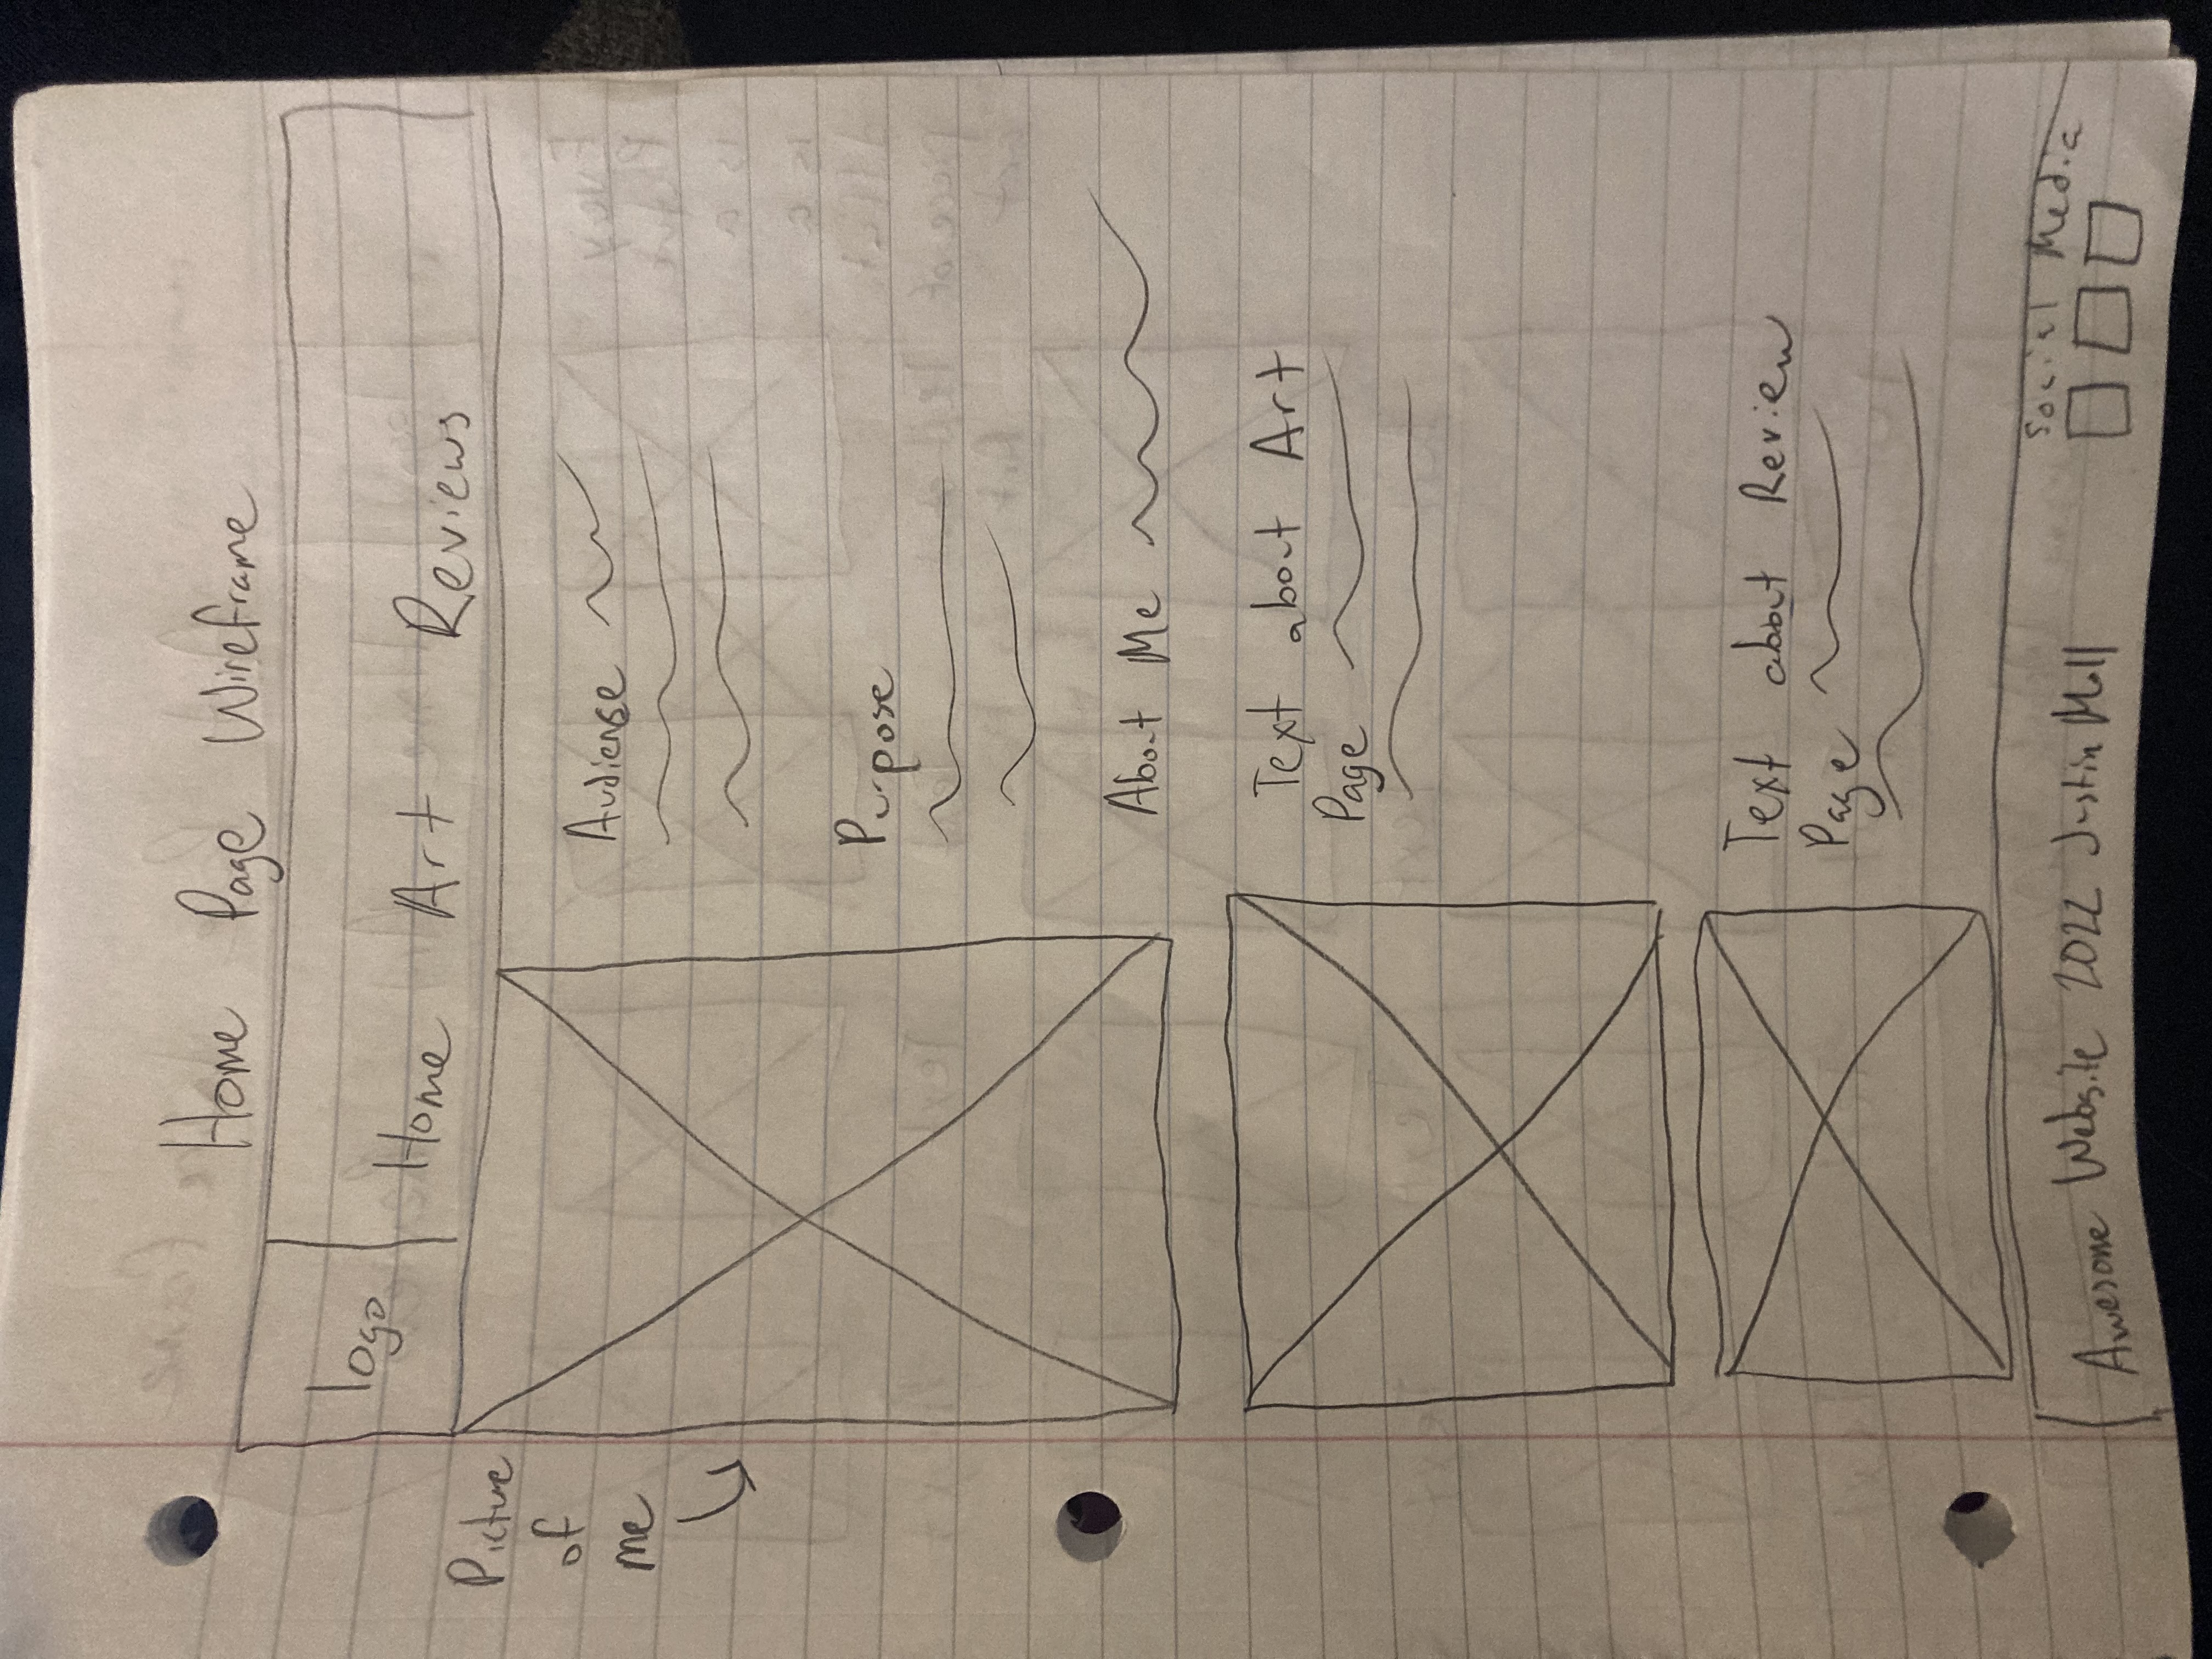 Home Page Wireframe
logo
Home Art Reviews
Picture
of
me
Audiense
Purpose
About Me
Text about Art
Page
Text about Review
Page
Social Media
Awesome Website 2022 Justin Moll